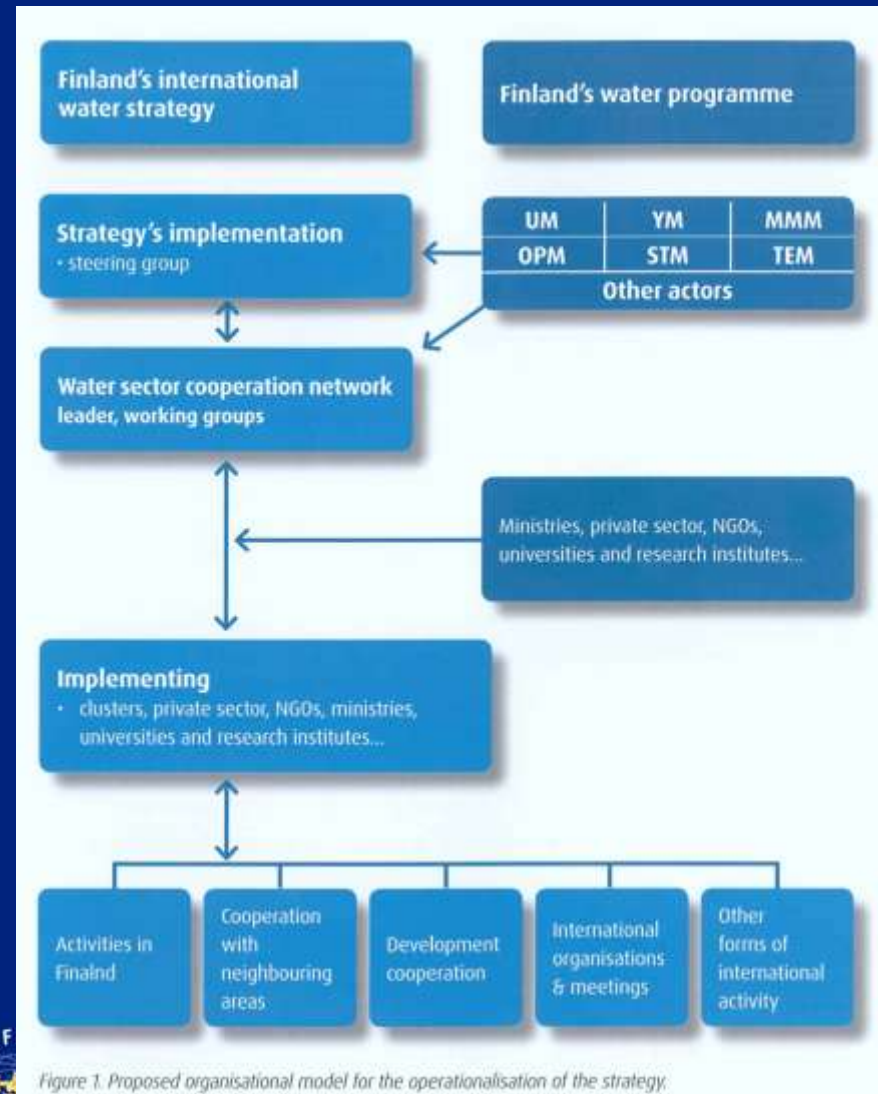 Finland's international
water strategy
Finland's water programme
Strategy's implementation
• steering group
UM YM MMM
OPM STM TEM
Other actors
Water sector cooperation network
leader, working groups
Ministries, private sector, NGOs,
universities and research institutes...
Implementing
• clusters, private sector, NGOs, ministries,
universities and research institutes...
Activities in
Finalnd
Cooperation
with
neighbouring
areas
Development
cooperation
International
organisations
& meetings
Other
forms of
international
activity
F
Figure 1. Proposed organisational model for the operationalisation of the strategy.